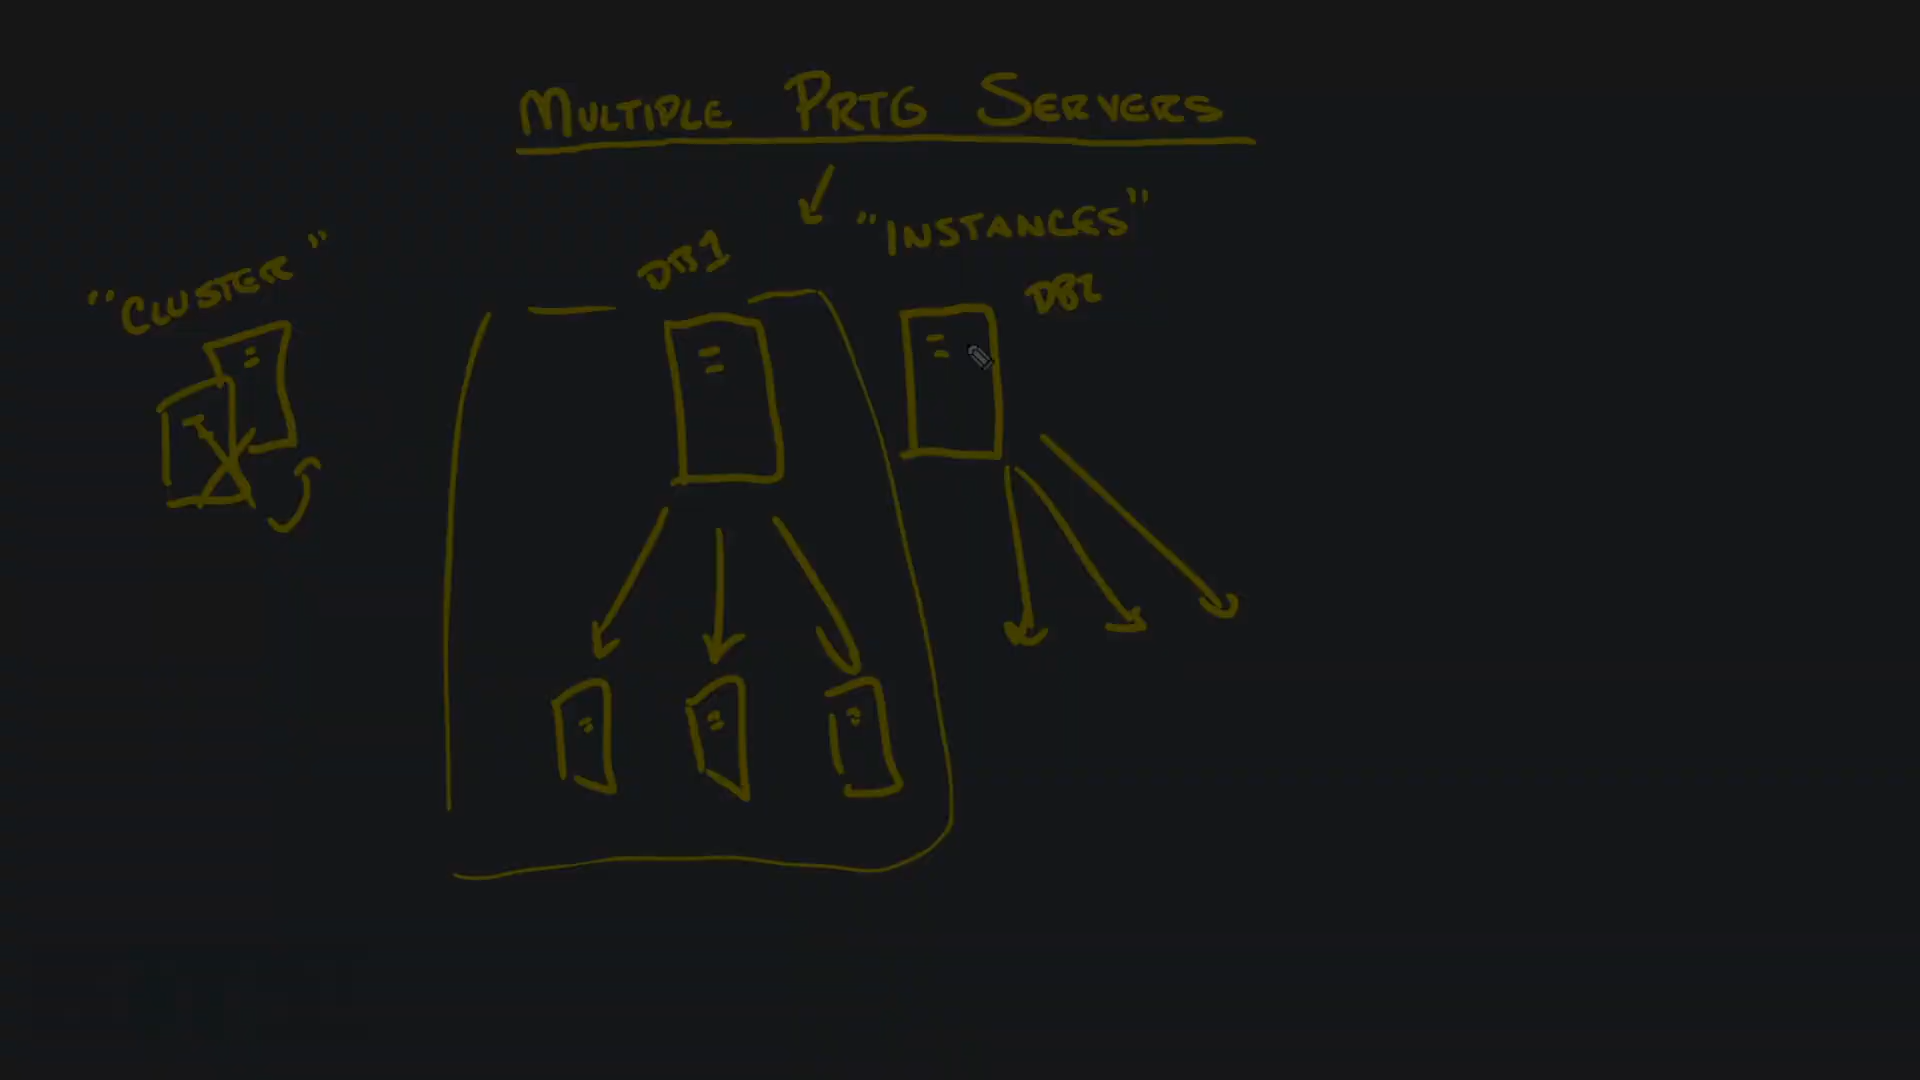 MULTIPLE PRTG SERVERS
"INSTANCES"
"CLUSTER"
DB1
DB2